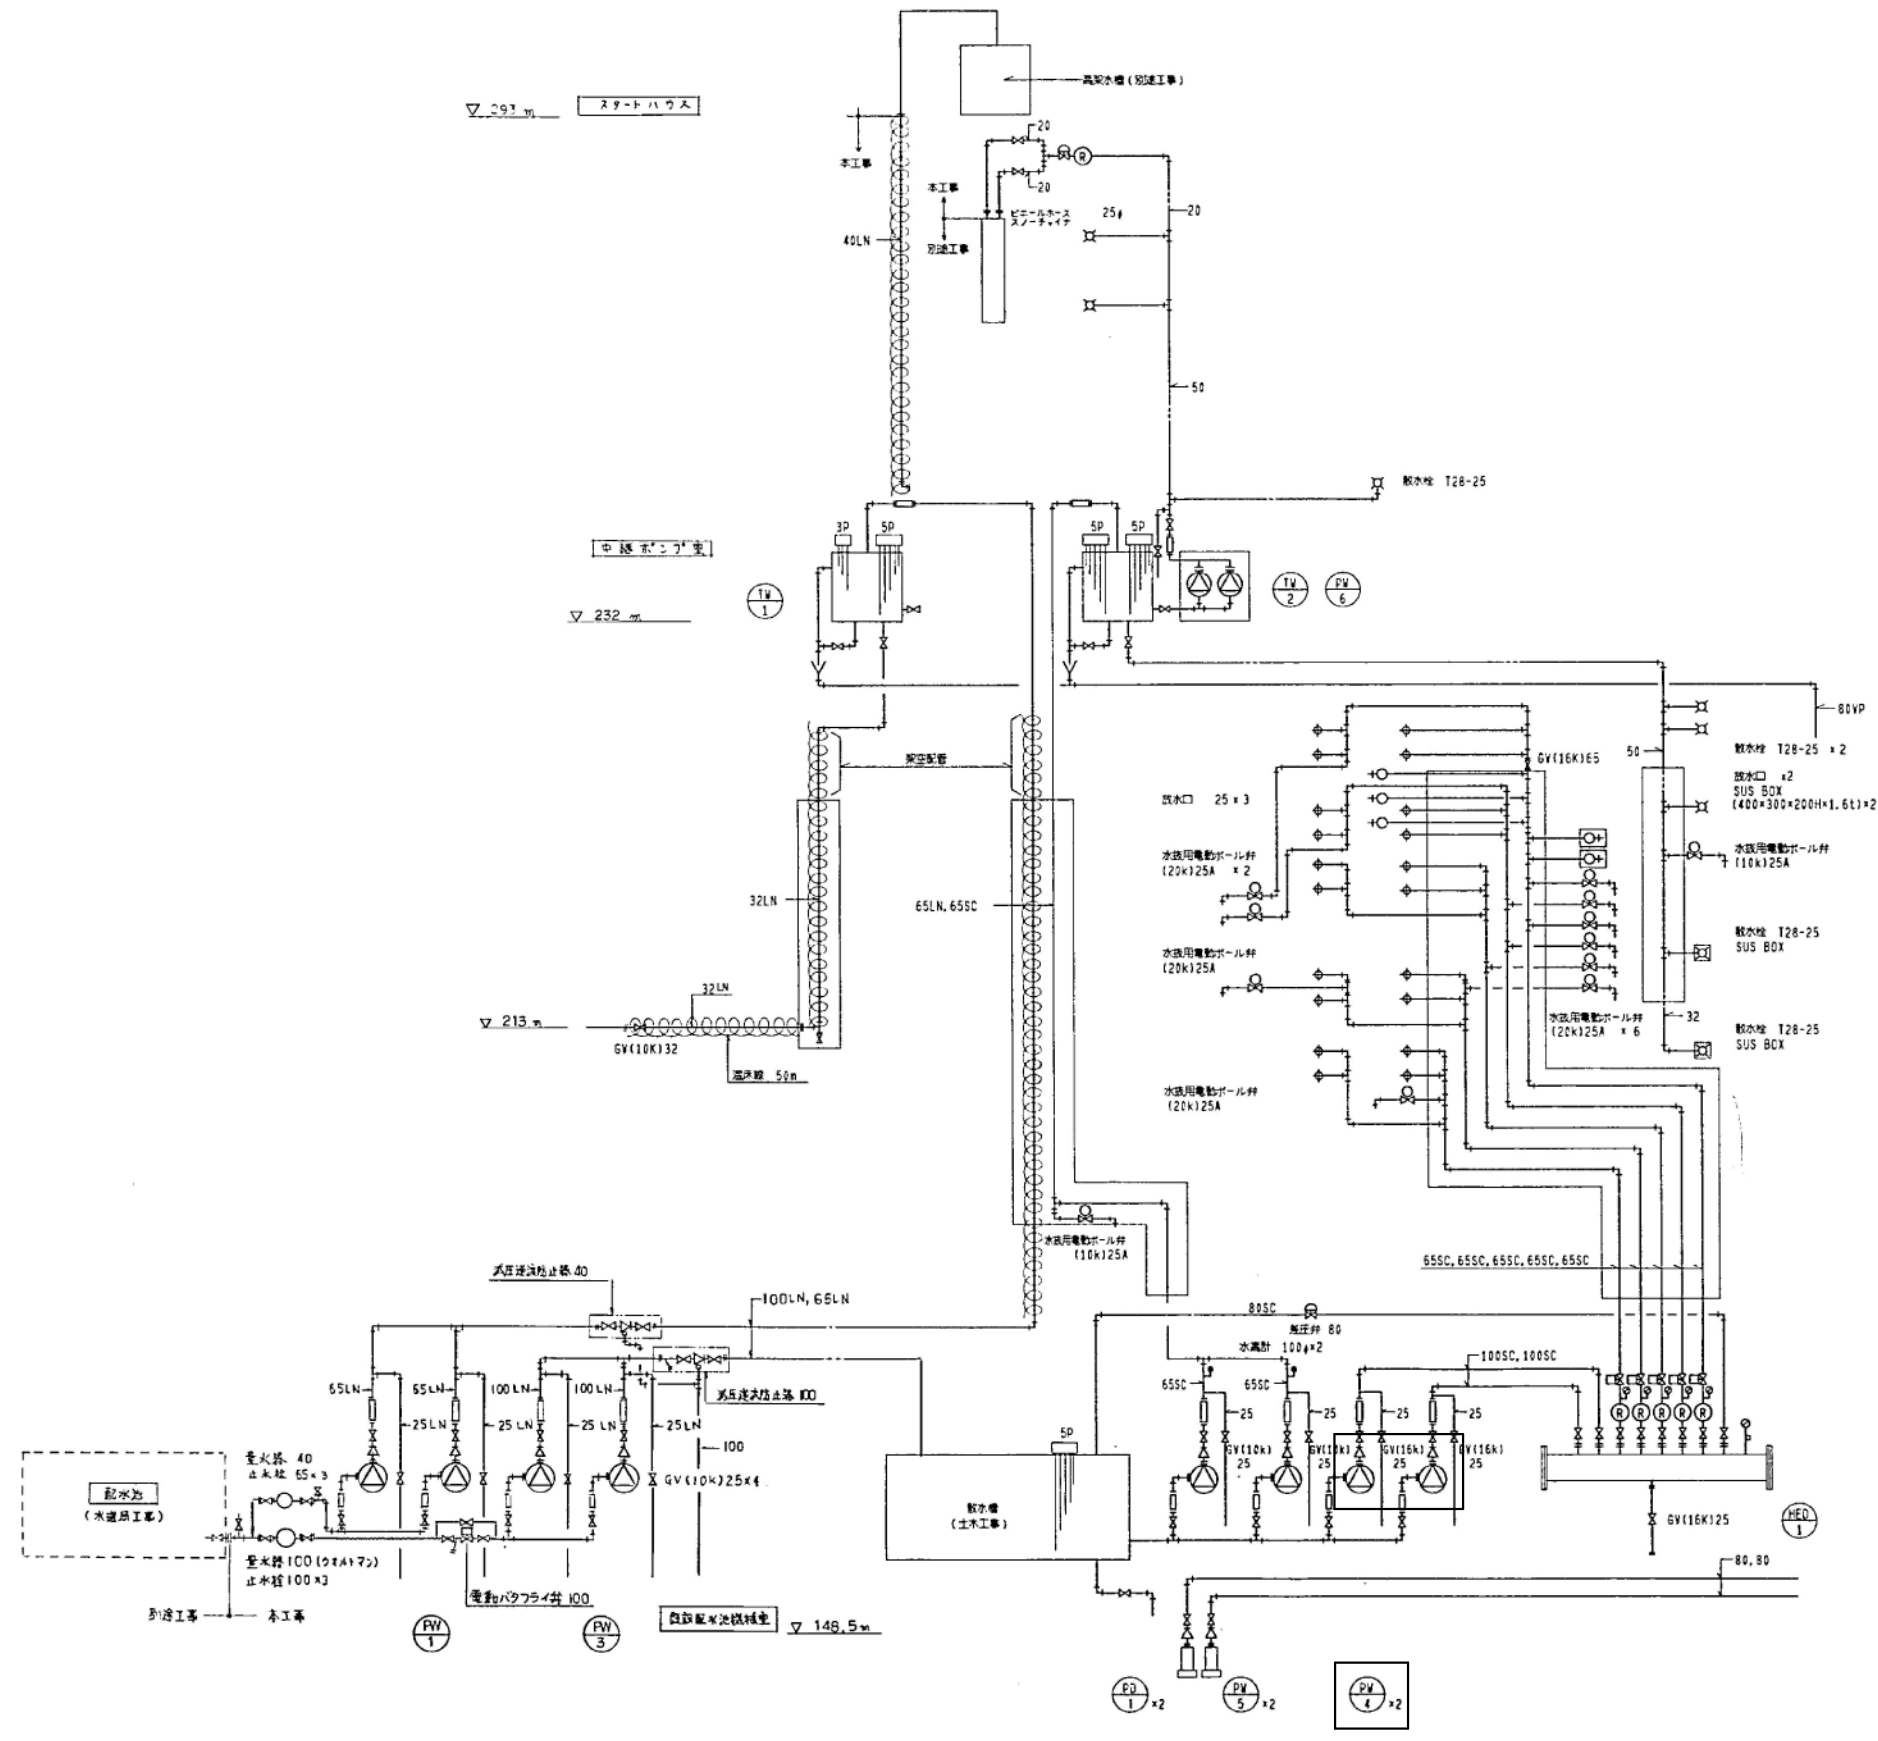 高架水槽(別途工事)
▽ 293 m
スタートハウス
本工事
20
20
本工事
別途工事
ビニールホース
スノーチャイナ
25φ
20
40LN
50
散水栓 T28-25
3P
5P
5P
5P
中継ポンプ室
TW
1
TW
2
PW
6
▽ 232 m
80VP
架空配管
50
GV(16K)65
散水栓 T28-25 ×2
放水口 ×2
SUS BOX
(400×300×200H×1.6t)×2
放水口 25×3
水抜用電動ボール弁
(20k)25A ×2
水抜用電動ボール弁
(10k)25A
32LN
65LN,65SC
散水栓 T28-25
SUS BOX
水抜用電動ボール弁
(20k)25A
32LN
▽ 213 m
GV(10K)32
温床線 50m
水抜用電動ボール弁
(20k)25A ×6
32
散水栓 T28-25
SUS BOX
水抜用電動ボール弁
(20k)25A
水抜用電動ボール弁
(10k)25A
65SC,65SC,65SC,65SC,65SC
減圧逆流防止器 40
100LN,65LN
80SC
差圧弁 80
水高計 100φ×2
100SC,100SC
65LN
65LN
100LN
100LN
減圧逆流防止器 100
65SC
65SC
25LN
25LN
25LN
25LN
100
GV(10k)25×4
25
25
25
25
GV(10k)
25
GV(10k)
25
GV(16k)
25
GV(16k)
25
R
R
R
R
R
R
5P
量水器 40
止水栓 65×3
配水池
(水道局工事)
散水槽
(土木工事)
GV(16K)25
HED
1
量水器100(ウオルトマン)
止水栓100×3
電動バタフライ弁 100
80,80
別途工事
本工事
PW
1
PW
3
▽ 148.5m
PD
1
×2
PW
5
×2
PW
4
×2